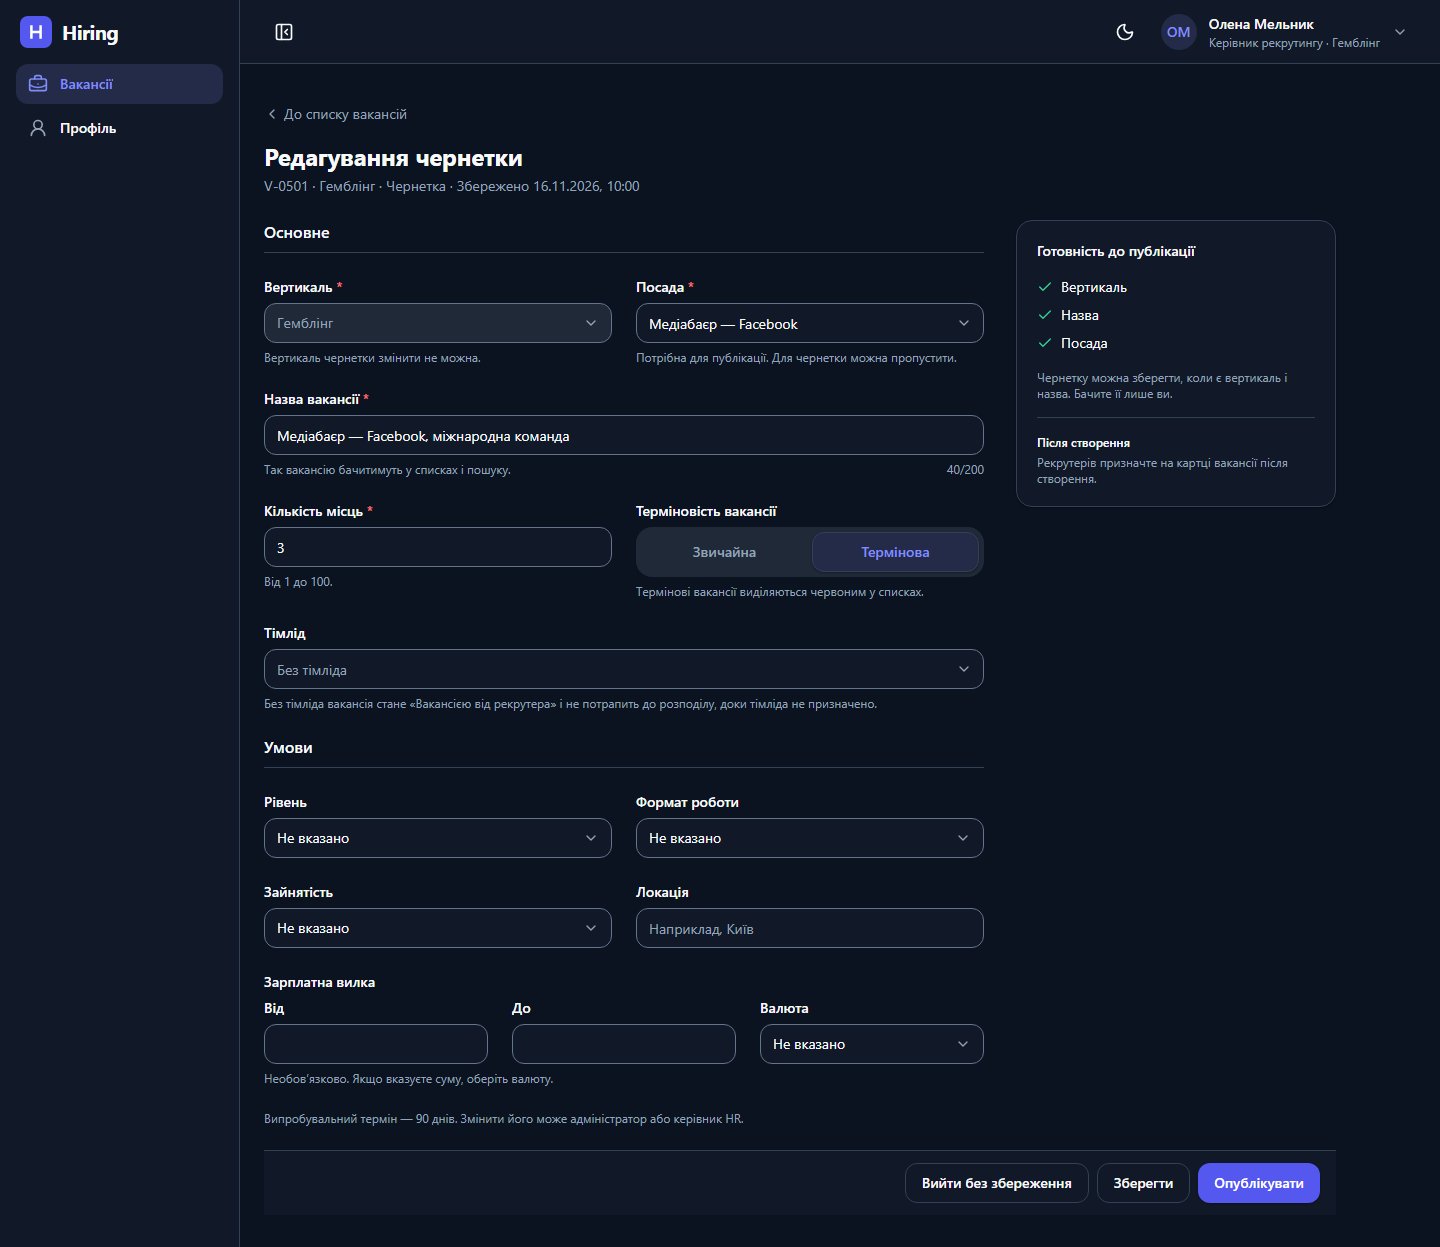 H Hiring
Вакансії
Профіль
ОМ
Олена Мельник
Керівник рекрутингу · Гемблінг
До списку вакансій
Редагування чернетки
V-0501 · Гемблінг · Чернетка · Збережено 16.11.2026, 10:00
Основне
Вертикаль *
Гемблінг
Вертикаль чернетки змінити не можна.
Посада *
Медіабаєр — Facebook
Потрібна для публікації. Для чернетки можна пропустити.
Назва вакансії *
Медіабаєр — Facebook, міжнародна команда
Так вакансію бачитимуть у списках і пошуку.
40/200
Кількість місць *
3
Від 1 до 100.
Терміновість вакансії
Звичайна
Термінова
Термінові вакансії виділяються червоним у списках.
Тімлід
Без тімліда
Без тімліда вакансія стане «Вакансією від рекрутера» і не потрапить до розподілу, доки тімліда не призначено.
Умови
Рівень
Не вказано
Формат роботи
Не вказано
Зайнятість
Не вказано
Локація
Наприклад, Київ
Зарплатна вилка
Від
До
Валюта
Не вказано
Необов'язково. Якщо вказуєте суму, оберіть валюту.
Випробувальний термін — 90 днів. Змінити його може адміністратор або керівник HR.
Готовність до публікації
Вертикаль
Назва
Посада
Чернетку можна зберегти, коли є вертикаль і
назва. Бачите її лише ви.
Після створення
Рекрутерів призначте на картці вакансії після
створення.
Вийти без збереження
Зберегти
Опублікувати